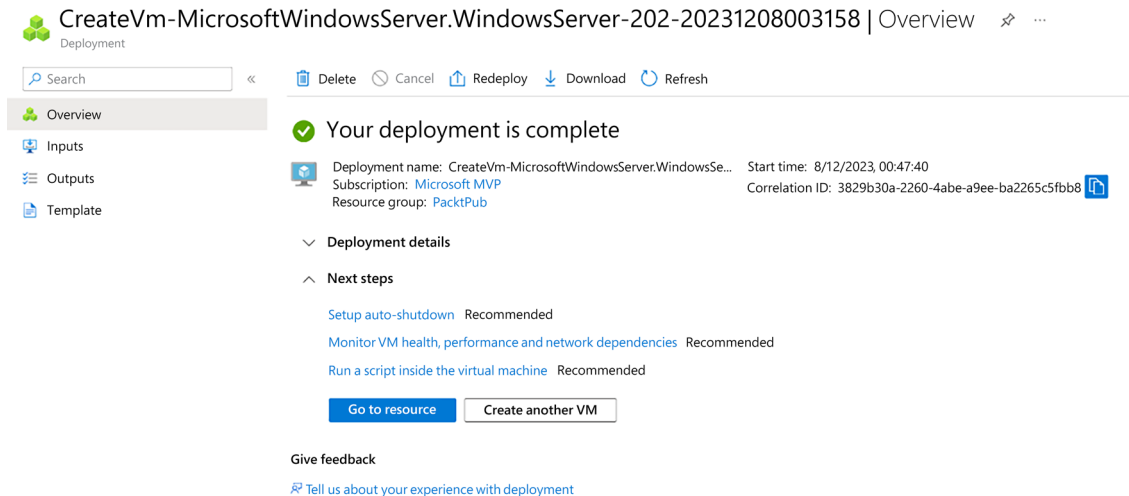 CreateVm-MicrosoftWindowsServer.WindowsServer-202-20231208003158 | Overview
Deployment
Search
Delete Cancel Redeploy Download Refresh
Overview
Inputs
Outputs
Template
Your deployment is complete
Deployment name: CreateVm-MicrosoftWindowsServer.WindowsSe...
Subscription: Microsoft MVP
Resource group: PacktPub
Start time: 8/12/2023, 00:47:40
Correlation ID: 3829b30a-2260-4abe-a9ee-ba2265c5fbb8
Deployment details
Next steps
Setup auto-shutdown Recommended
Monitor VM health, performance and network dependencies Recommended
Run a script inside the virtual machine Recommended
Go to resource Create another VM
Give feedback
Tell us about your experience with deployment